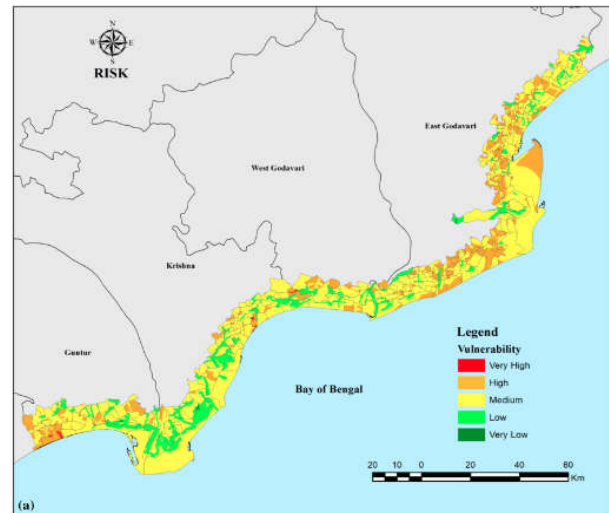 N
W E
S
RISK
East Godavari
West Godavari
Krishna
Guntur
Bay of Bengal
Legend
Vulnerability
Very High
High
Medium
Low
Very Low
20 10 0 20 40 60
Km
(a)